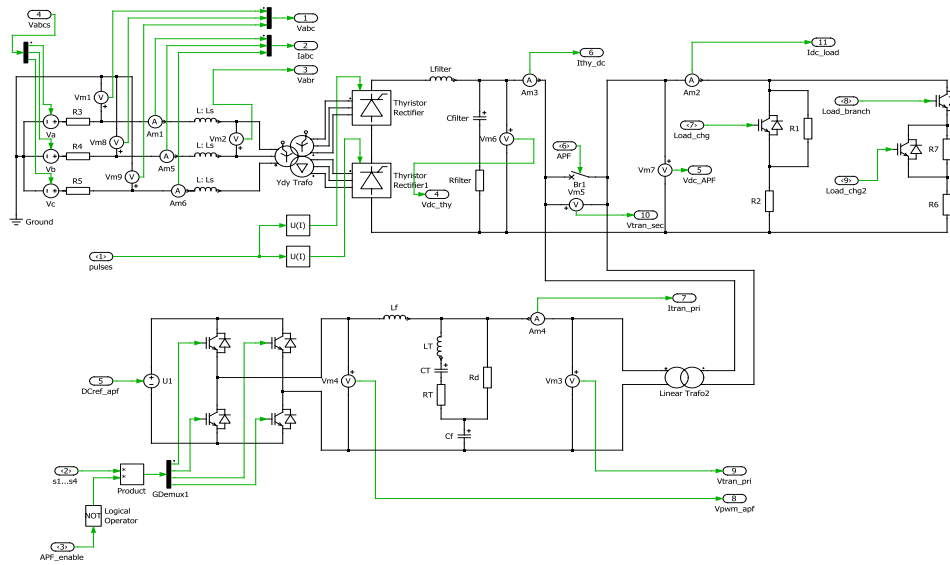 4
Vabcs
1
Vabc
2
Iabc
3
Vabr
Vm1
R3
Va
A
Am1
L: Ls
Vm8
R4
Vb
A
Am5
L: Ls
Vm2
Vm9
R5
Vc
A
Am6
L: Ls
Ground
Ydy Trafo
Thyristor
Rectifier
Thyristor
Rectifier1
<1>
pulses
U(I)
U(I)
Lfilter
Cfilter
Rfilter
Vm6
4
Vdc_thy
A
Am3
6
Ithy_dc
<6>
APF
Br1
Vm5
10
Vtran_sec
A
Am2
11
Idc_load
Vm7
5
Vdc_APF
<7>
Load_chg
R1
R2
<8>
Load_branch
<9>
Load_chg2
R7
R6
5
DCref_apf
U1
Vm4
Lf
LT
CT
RT
Rd
Cf
A
Am4
7
Itran_pri
Vm3
Linear Trafo2
<2>
s1...s4
Product
GDemux1
NOT
Logical
Operator
<3>
APF_enable
9
Vtran_pri
8
Vpwm_apf